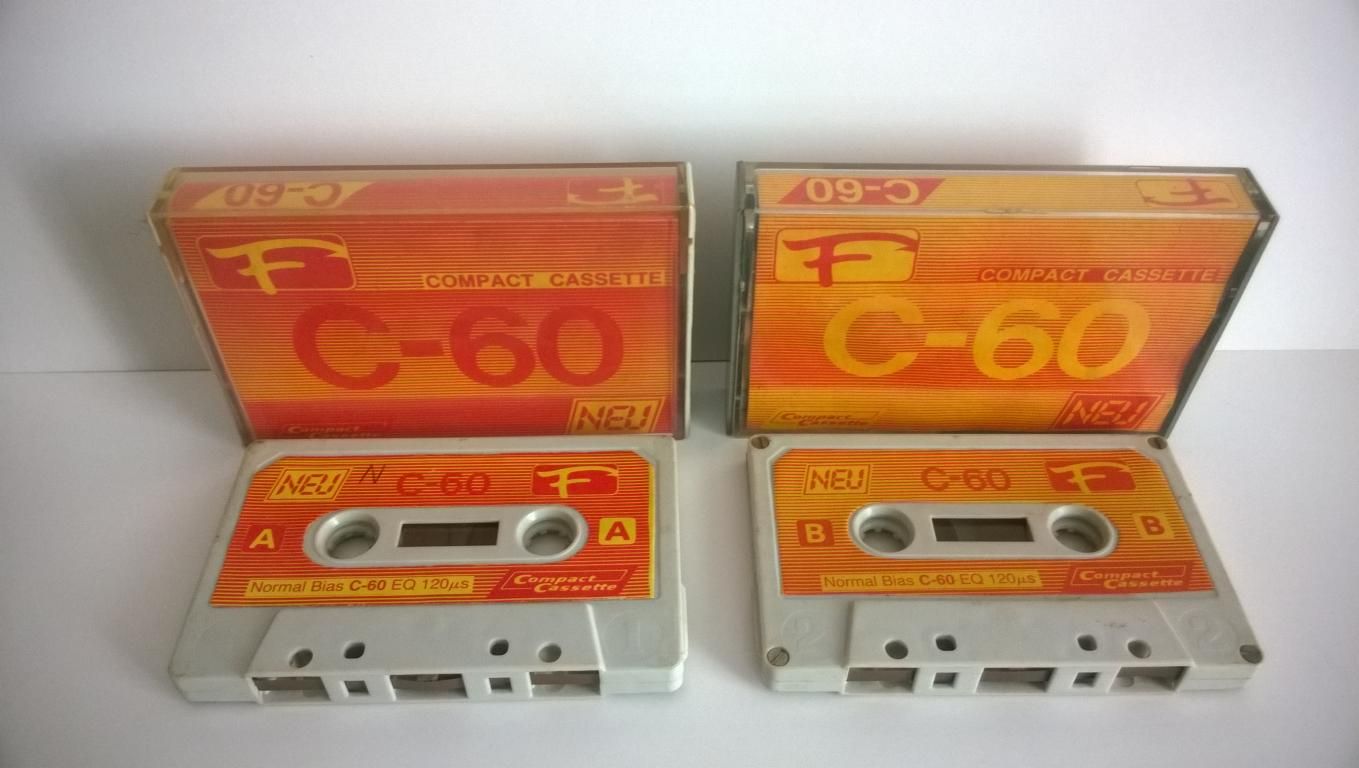 C-60
F
F
COMPACT CASSETTE
C-60
NEU
Compact
Cassette
C-60
F
F
COMPACT CASSETTE
C-60
Compact
Cassette
NEU
NEU N C-60 F
A A
Normal Bias C-60 EQ 120µs
Compact
Cassette
1
NEU C-60 F
B B
Normal Bias C-60 EQ 120µs
Compact
Cassette
2 2